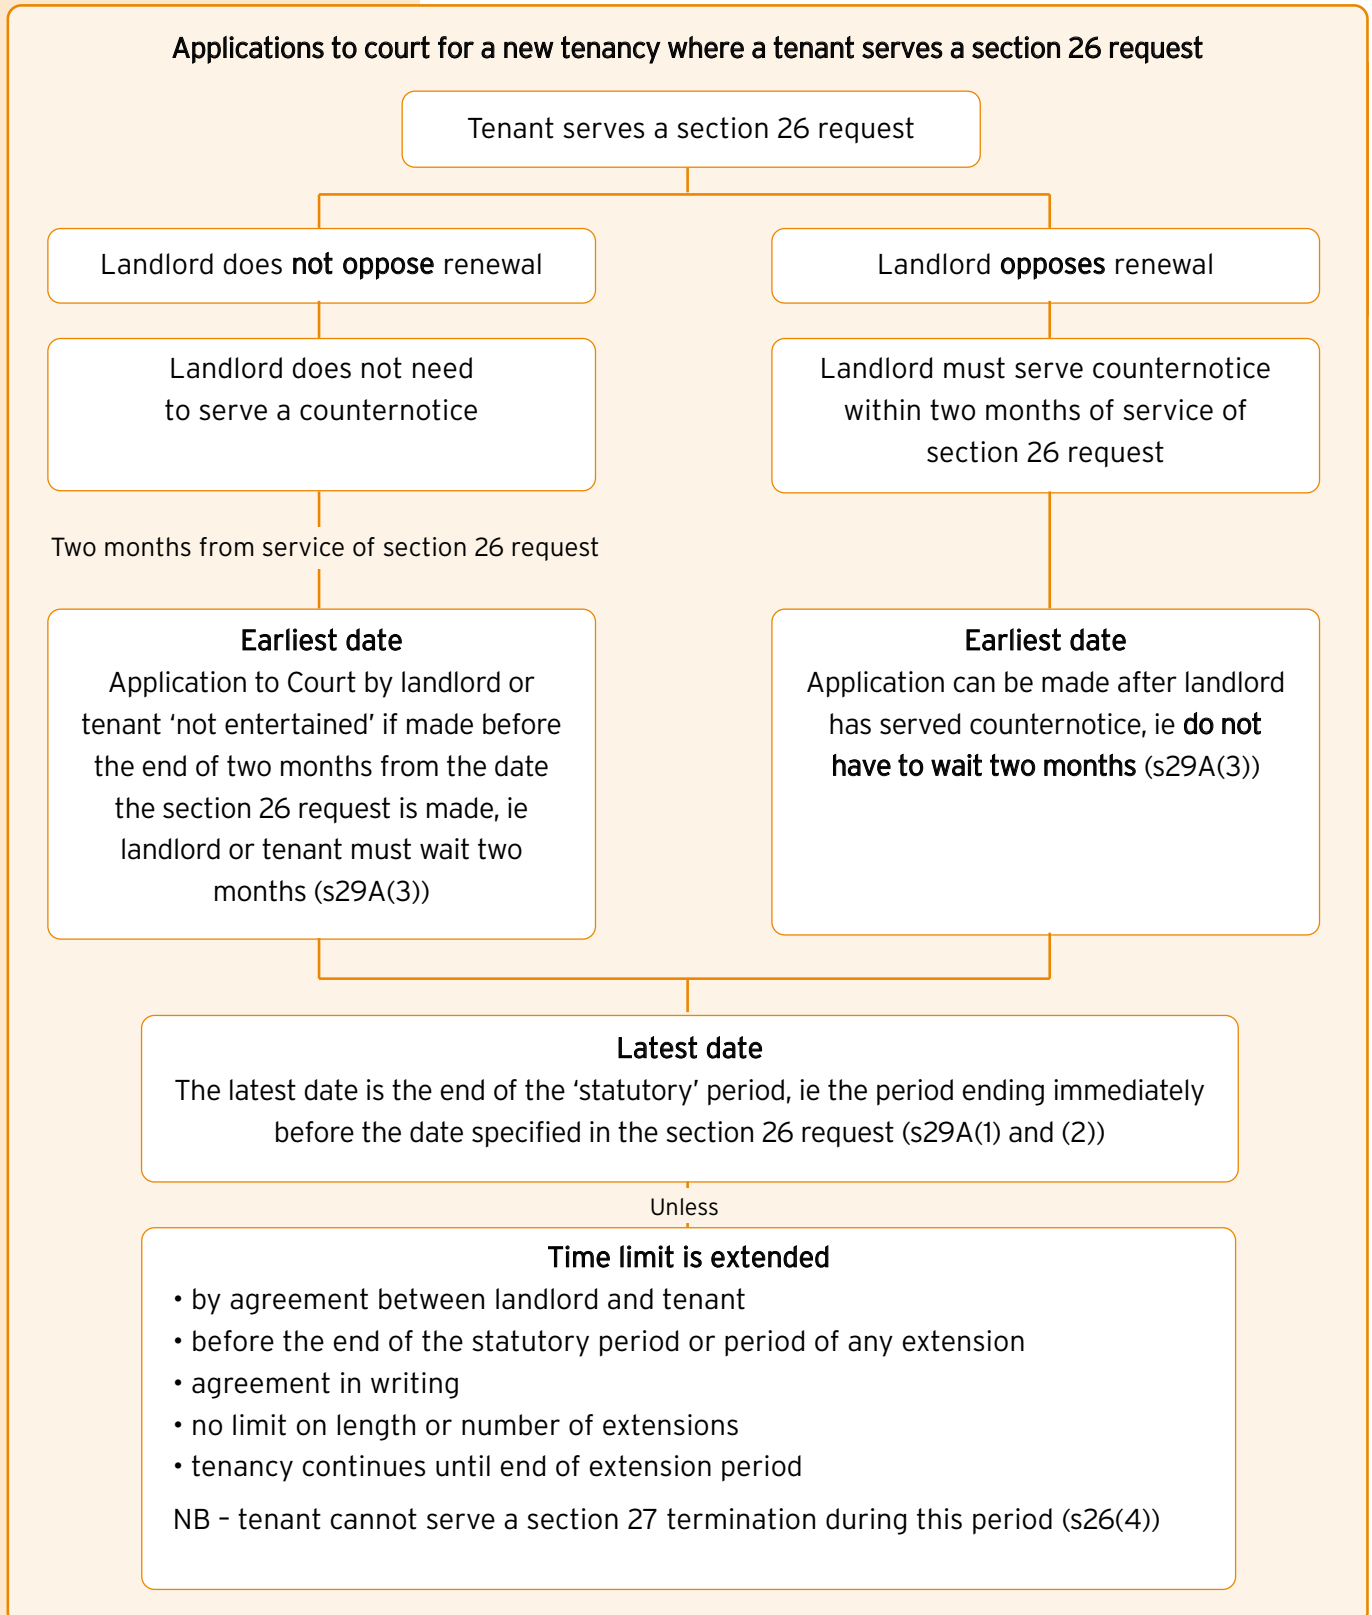 Applications to court for a new tenancy where a tenant serves a section 26 request
Tenant serves a section 26 request
Landlord does not oppose renewal
Landlord does not need
to serve a counternotice
Two months from service of section 26 request
Earliest date
Application to Court by landlord or
tenant ‘not entertained’ if made before
the end of two months from the date
the section 26 request is made, ie
landlord or tenant must wait two
months (s29A(3))
Landlord opposes renewal
Landlord must serve counternotice
within two months of service of
section 26 request
Earliest date
Application can be made after landlord
has served counternotice, ie do not
have to wait two months (s29A(3))
Latest date
The latest date is the end of the ‘statutory’ period, ie the period ending immediately
before the date specified in the section 26 request (s29A(1) and (2))
Unless
Time limit is extended
• by agreement between landlord and tenant
• before the end of the statutory period or period of any extension
• agreement in writing
• no limit on length or number of extensions
• tenancy continues until end of extension period
NB – tenant cannot serve a section 27 termination during this period (s26(4))